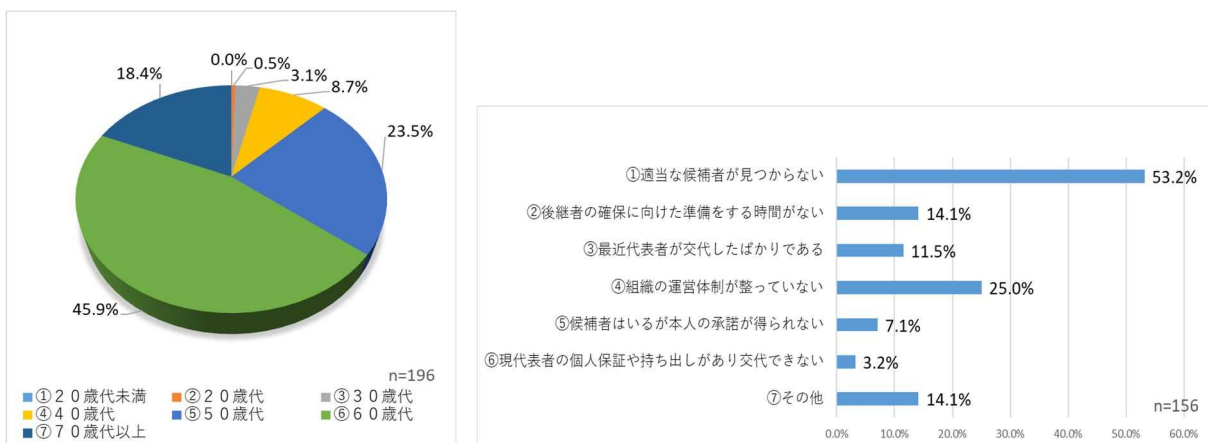 0.0%
0.5%
3.1%
8.7%
18.4%
23.5%
45.9%
n=196
①２０歳代未満 ②２０歳代 ③３０歳代
④４０歳代 ⑤５０歳代 ⑥６０歳代
⑦７０歳代以上
①適当な候補者が見つからない 53.2%
②後継者の確保に向けた準備をする時間がない 14.1%
③最近代表者が交代したばかりである 11.5%
④組織の運営体制が整っていない 25.0%
⑤候補者はいるが本人の承諾が得られない 7.1%
⑥現代表者の個人保証や持ち出しがあり交代できない 3.2%
⑦その他 14.1%
n=156
0.0% 10.0% 20.0% 30.0% 40.0% 50.0% 60.0%